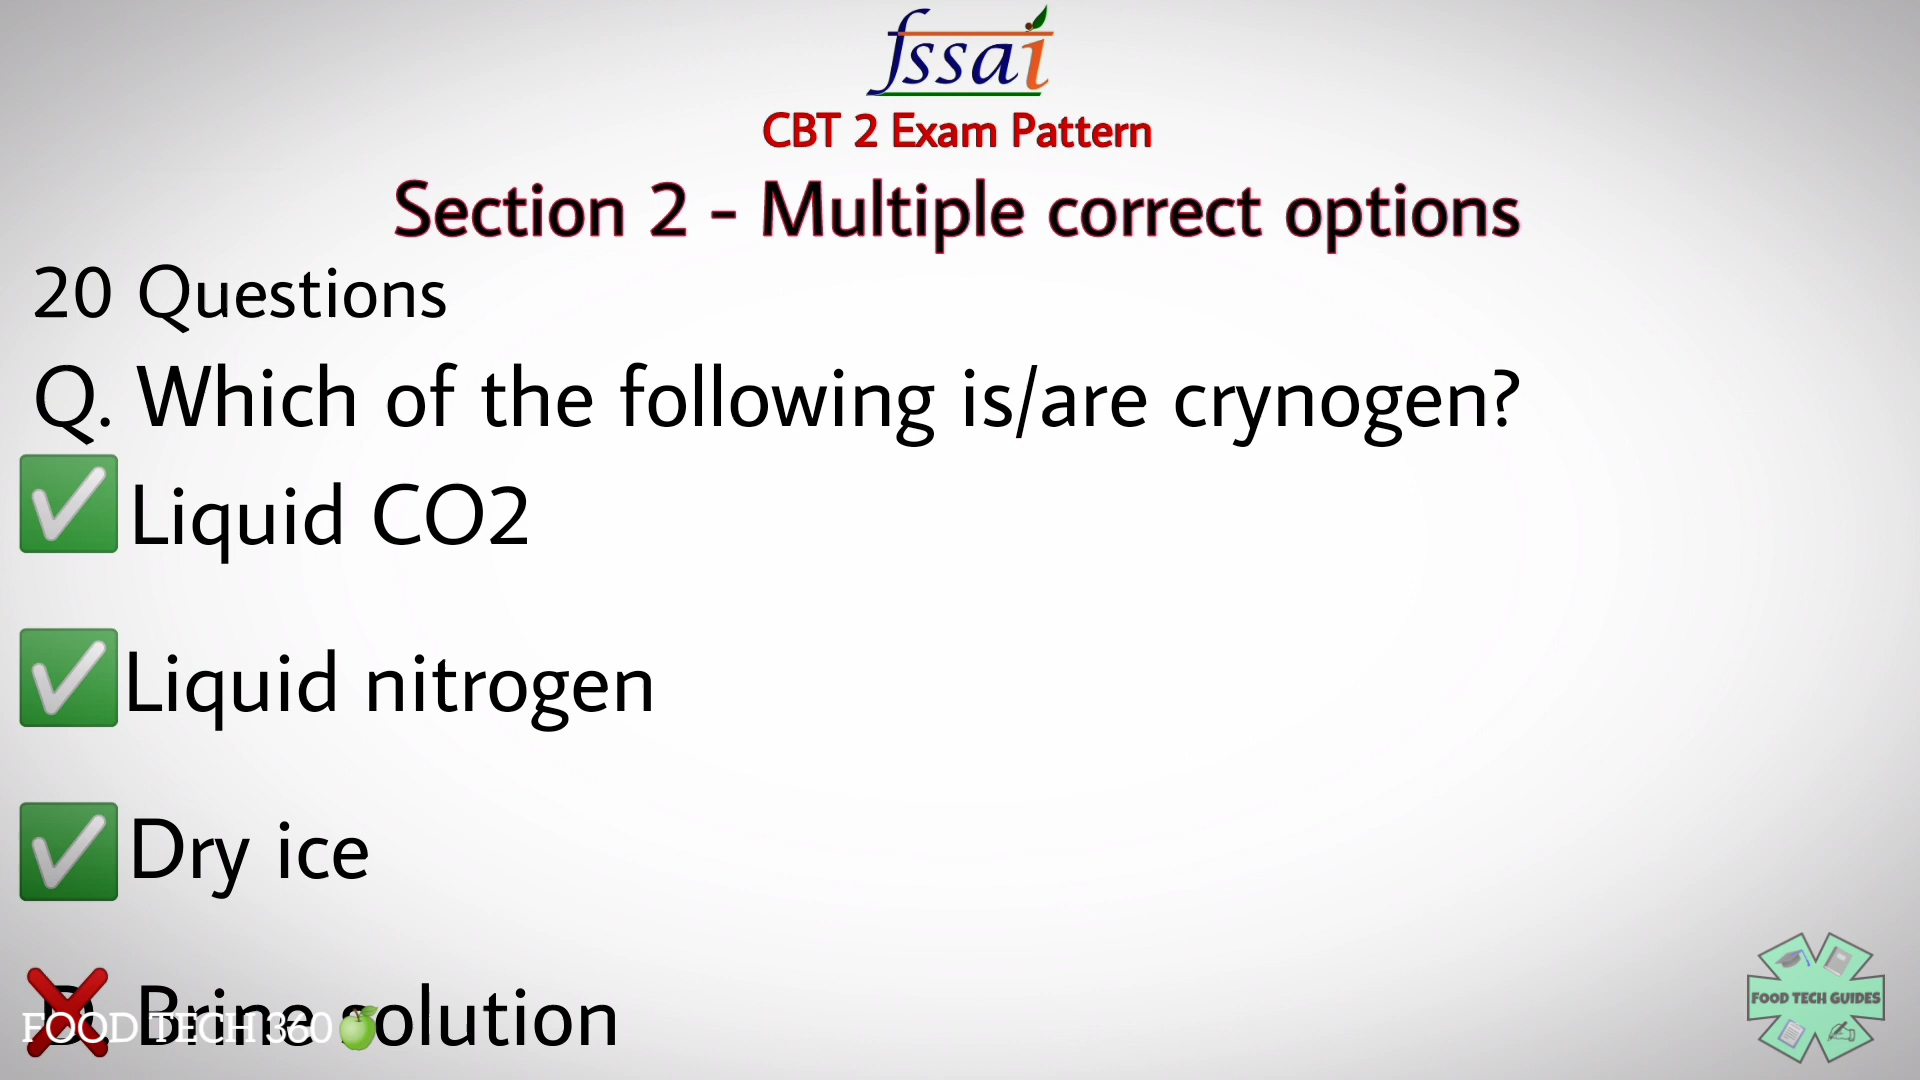 fssai
CBT 2 Exam Pattern
Section 2 - Multiple correct options
20 Questions
Q. Which of the following is/are crynogen?
Liquid CO2
Liquid nitrogen
Dry ice
D. Brine solution
FOOD TECH 360
FOOD TECH GUIDES